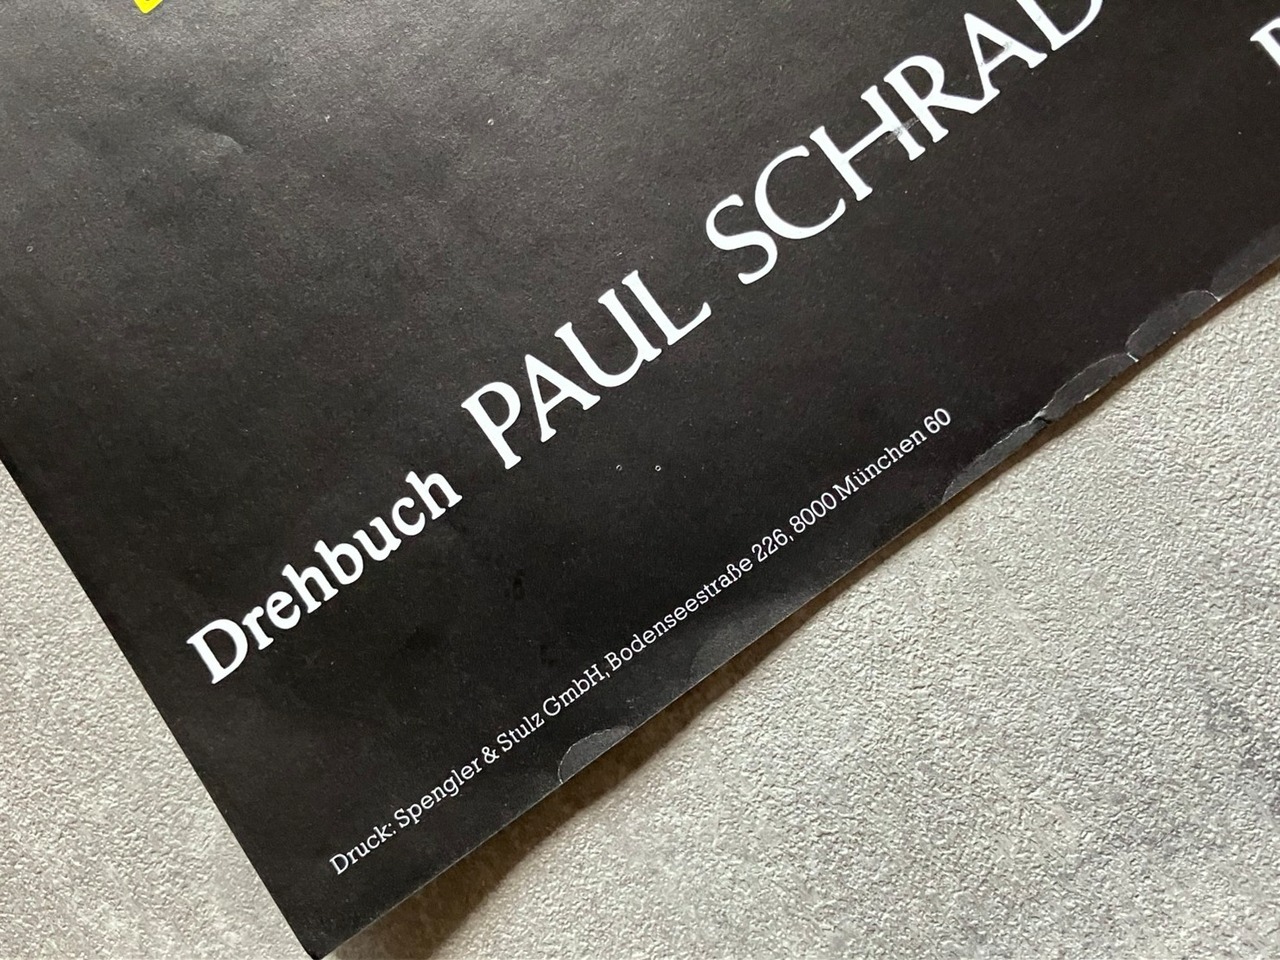 Drehbuch PAUL SCHRAD
Druck: Spengler & Stulz GmbH, Bodenseestraße 226, 8000 München 60